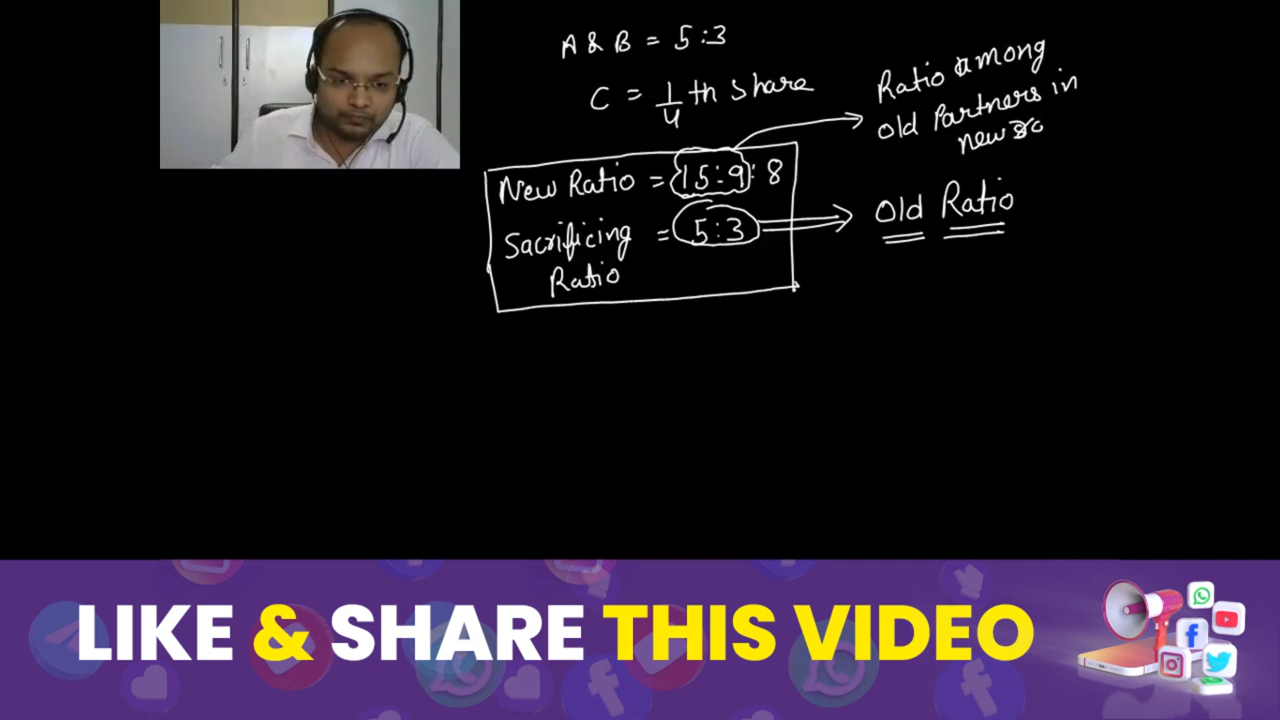 A & B = 5:3
C = 1/4 th share
Ratio among
old Partners in
new
New Ratio = 15:9:8
Sacrificing = 5:3
Ratio
Old Ratio
LIKE & SHARE THIS VIDEO